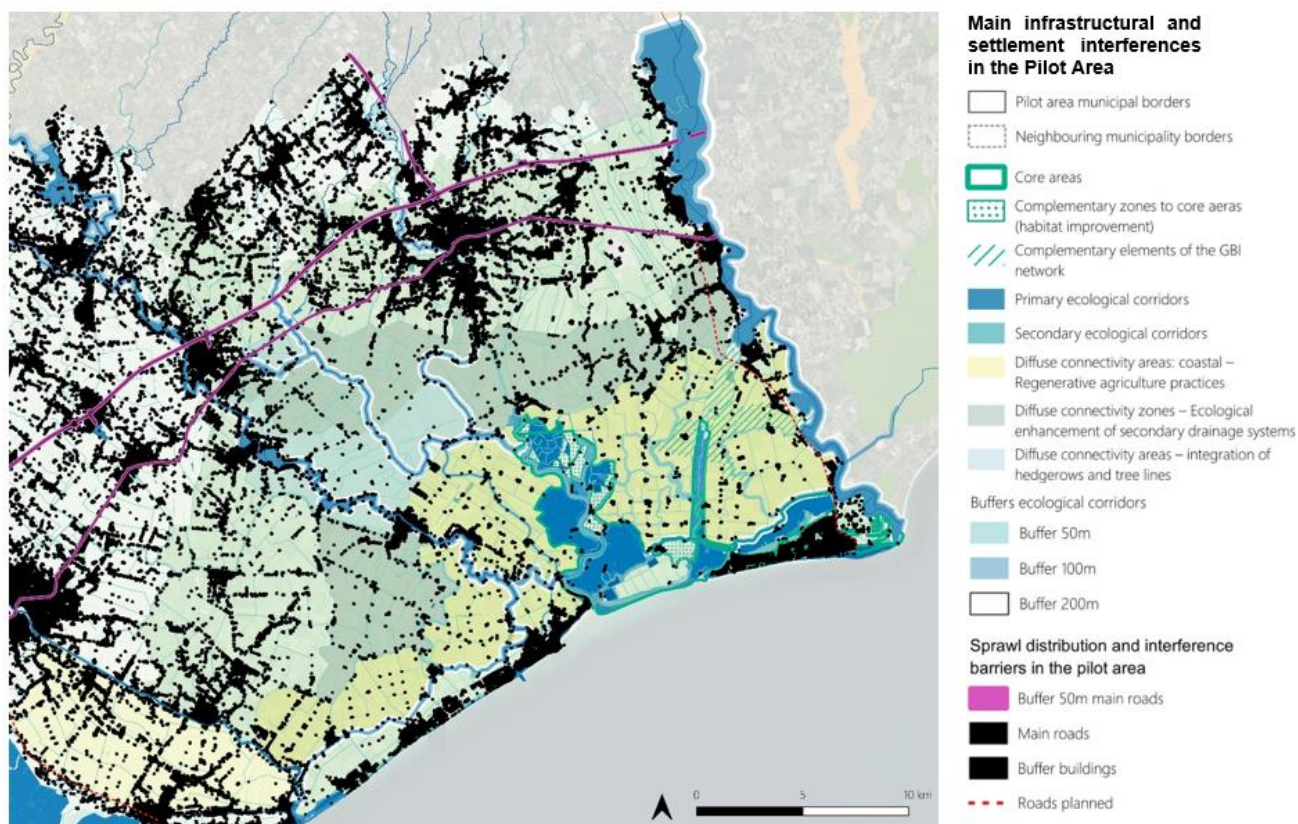 Main infrastructural and
settlement interferences
in the Pilot Area
Pilot area municipal borders
Neighbouring municipality borders
Core areas
Complementary zones to core aeras
(habitat improvement)
Complementary elements of the GBI
network
Primary ecological corridors
Secondary ecological corridors
Diffuse connectivity areas: coastal –
Regenerative agriculture practices
Diffuse connectivity zones – Ecological
enhancement of secondary drainage systems
Diffuse connectivity areas – integration of
hedgerows and tree lines
Buffers ecological corridors
Buffer 50m
Buffer 100m
Buffer 200m
Sprawl distribution and interference
barriers in the pilot area
Buffer 50m main roads
Main roads
Buffer buildings
Roads planned
0 5 10 km